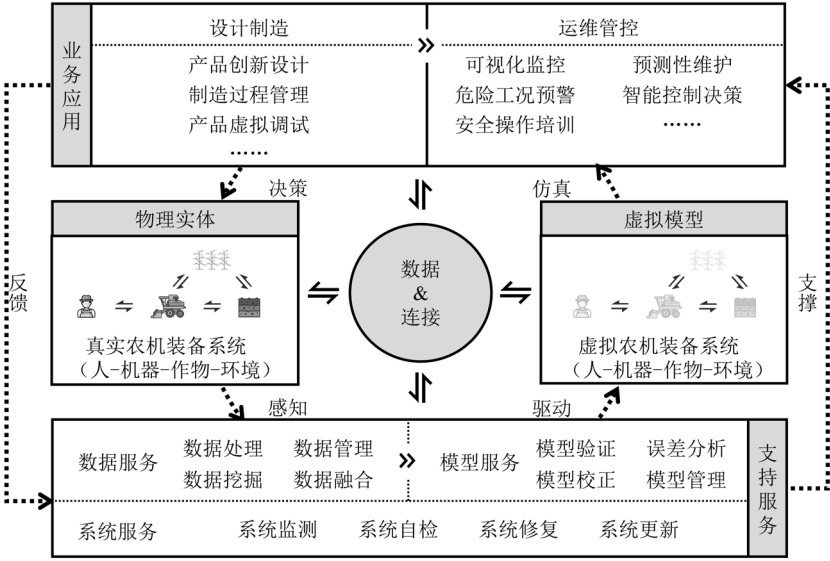 业务应用
设计制造
产品创新设计
制造过程管理
产品虚拟调试
……
运维管控
可视化监控 预测性维护
危险工况预警 智能控制决策
安全操作培训 ……
决策
仿真
物理实体
真实农机装备系统
(人-机器-作物-环境)
数据
&
连接
虚拟模型
虚拟农机装备系统
(人-机器-作物-环境)
反馈
支撑
感知
驱动
数据服务
数据处理 数据管理
数据挖掘 数据融合
模型服务
模型验证 误差分析
模型校正 模型管理
系统服务 系统监测 系统自检 系统修复 系统更新
支持服务